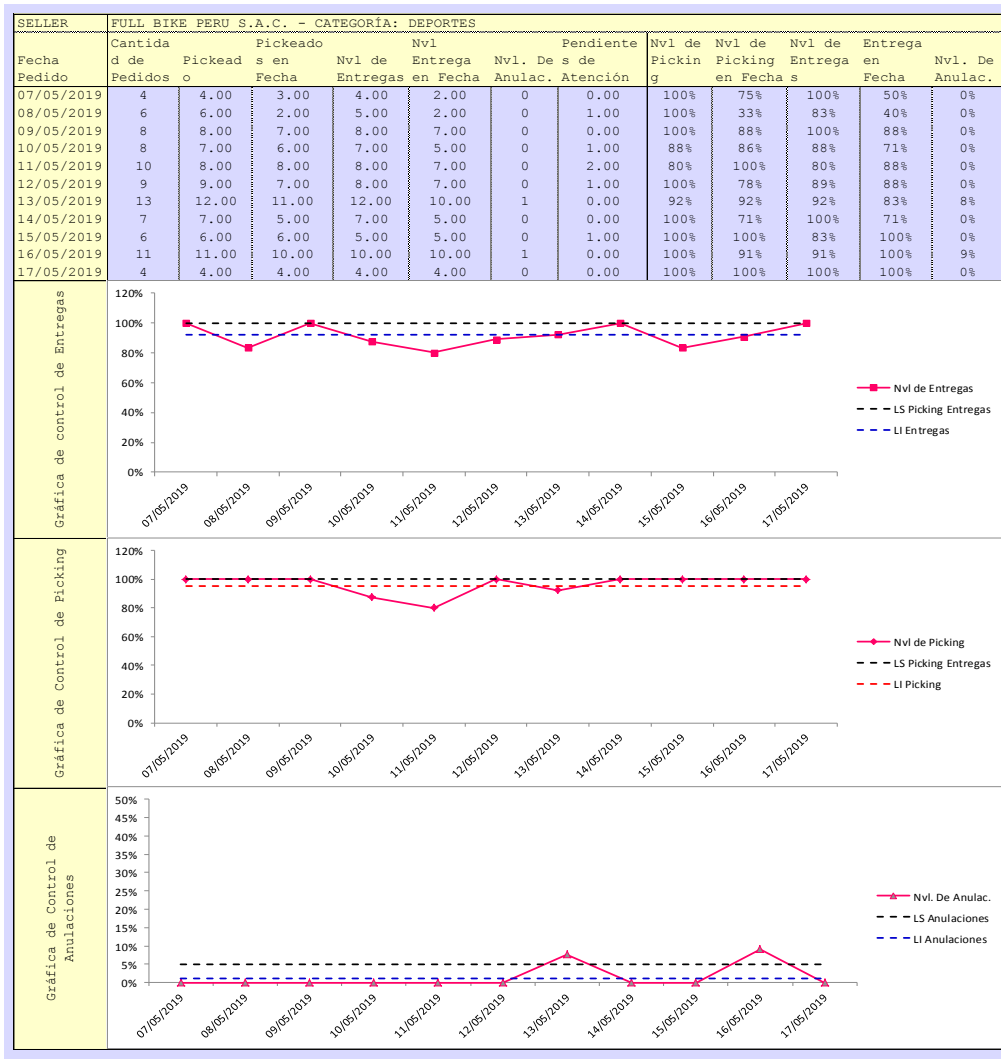 SELLER FULL BIKE PERU S.A.C. - CATEGORÍA: DEPORTES
Cantida Pickeado Nvl Pendiente Nvl de Nvl de Nvl de Entrega
Fecha d de Pickead s en Nvl de Entrega Nvl. De s de Pickin Picking Entrega en Nvl. De
Pedido Pedidos o Fecha Entregas en Fecha Anulac. Atención g en Fecha s Fecha Anulac.
07/05/2019 4 4.00 3.00 4.00 2.00 0 0.00 100% 75% 100% 50% 0%
08/05/2019 6 6.00 2.00 5.00 2.00 0 1.00 100% 33% 83% 40% 0%
09/05/2019 8 8.00 7.00 8.00 7.00 0 0.00 100% 88% 100% 88% 0%
10/05/2019 8 7.00 6.00 7.00 5.00 0 1.00 88% 86% 88% 71% 0%
11/05/2019 10 8.00 8.00 8.00 7.00 0 2.00 80% 100% 80% 88% 0%
12/05/2019 9 9.00 7.00 8.00 7.00 0 1.00 100% 78% 89% 88% 0%
13/05/2019 13 12.00 11.00 12.00 10.00 1 0.00 92% 92% 92% 83% 8%
14/05/2019 7 7.00 5.00 7.00 5.00 0 0.00 100% 71% 100% 71% 0%
15/05/2019 6 6.00 6.00 5.00 5.00 0 1.00 100% 100% 83% 100% 0%
16/05/2019 11 11.00 10.00 10.00 10.00 1 0.00 100% 91% 91% 100% 9%
17/05/2019 4 4.00 4.00 4.00 4.00 0 0.00 100% 100% 100% 100% 0%
Gráfica de control de Entregas
120%
100%
80%
60%
40%
20%
0%
07/05/2019 08/05/2019 09/05/2019 10/05/2019 11/05/2019 12/05/2019 13/05/2019 14/05/2019 15/05/2019 16/05/2019 17/05/2019
Nvl de Entregas
LS Picking Entregas
LI Entregas
Gráfica de Control de Picking
120%
100%
80%
60%
40%
20%
0%
07/05/2019 08/05/2019 09/05/2019 10/05/2019 11/05/2019 12/05/2019 13/05/2019 14/05/2019 15/05/2019 16/05/2019 17/05/2019
Nvl de Picking
LS Picking Entregas
LI Picking
Gráfica de Control de
Anulaciones
50%
45%
40%
35%
30%
25%
20%
15%
10%
5%
0%
07/05/2019 08/05/2019 09/05/2019 10/05/2019 11/05/2019 12/05/2019 13/05/2019 14/05/2019 15/05/2019 16/05/2019 17/05/2019
Nvl. De Anulac.
LS Anulaciones
LI Anulaciones